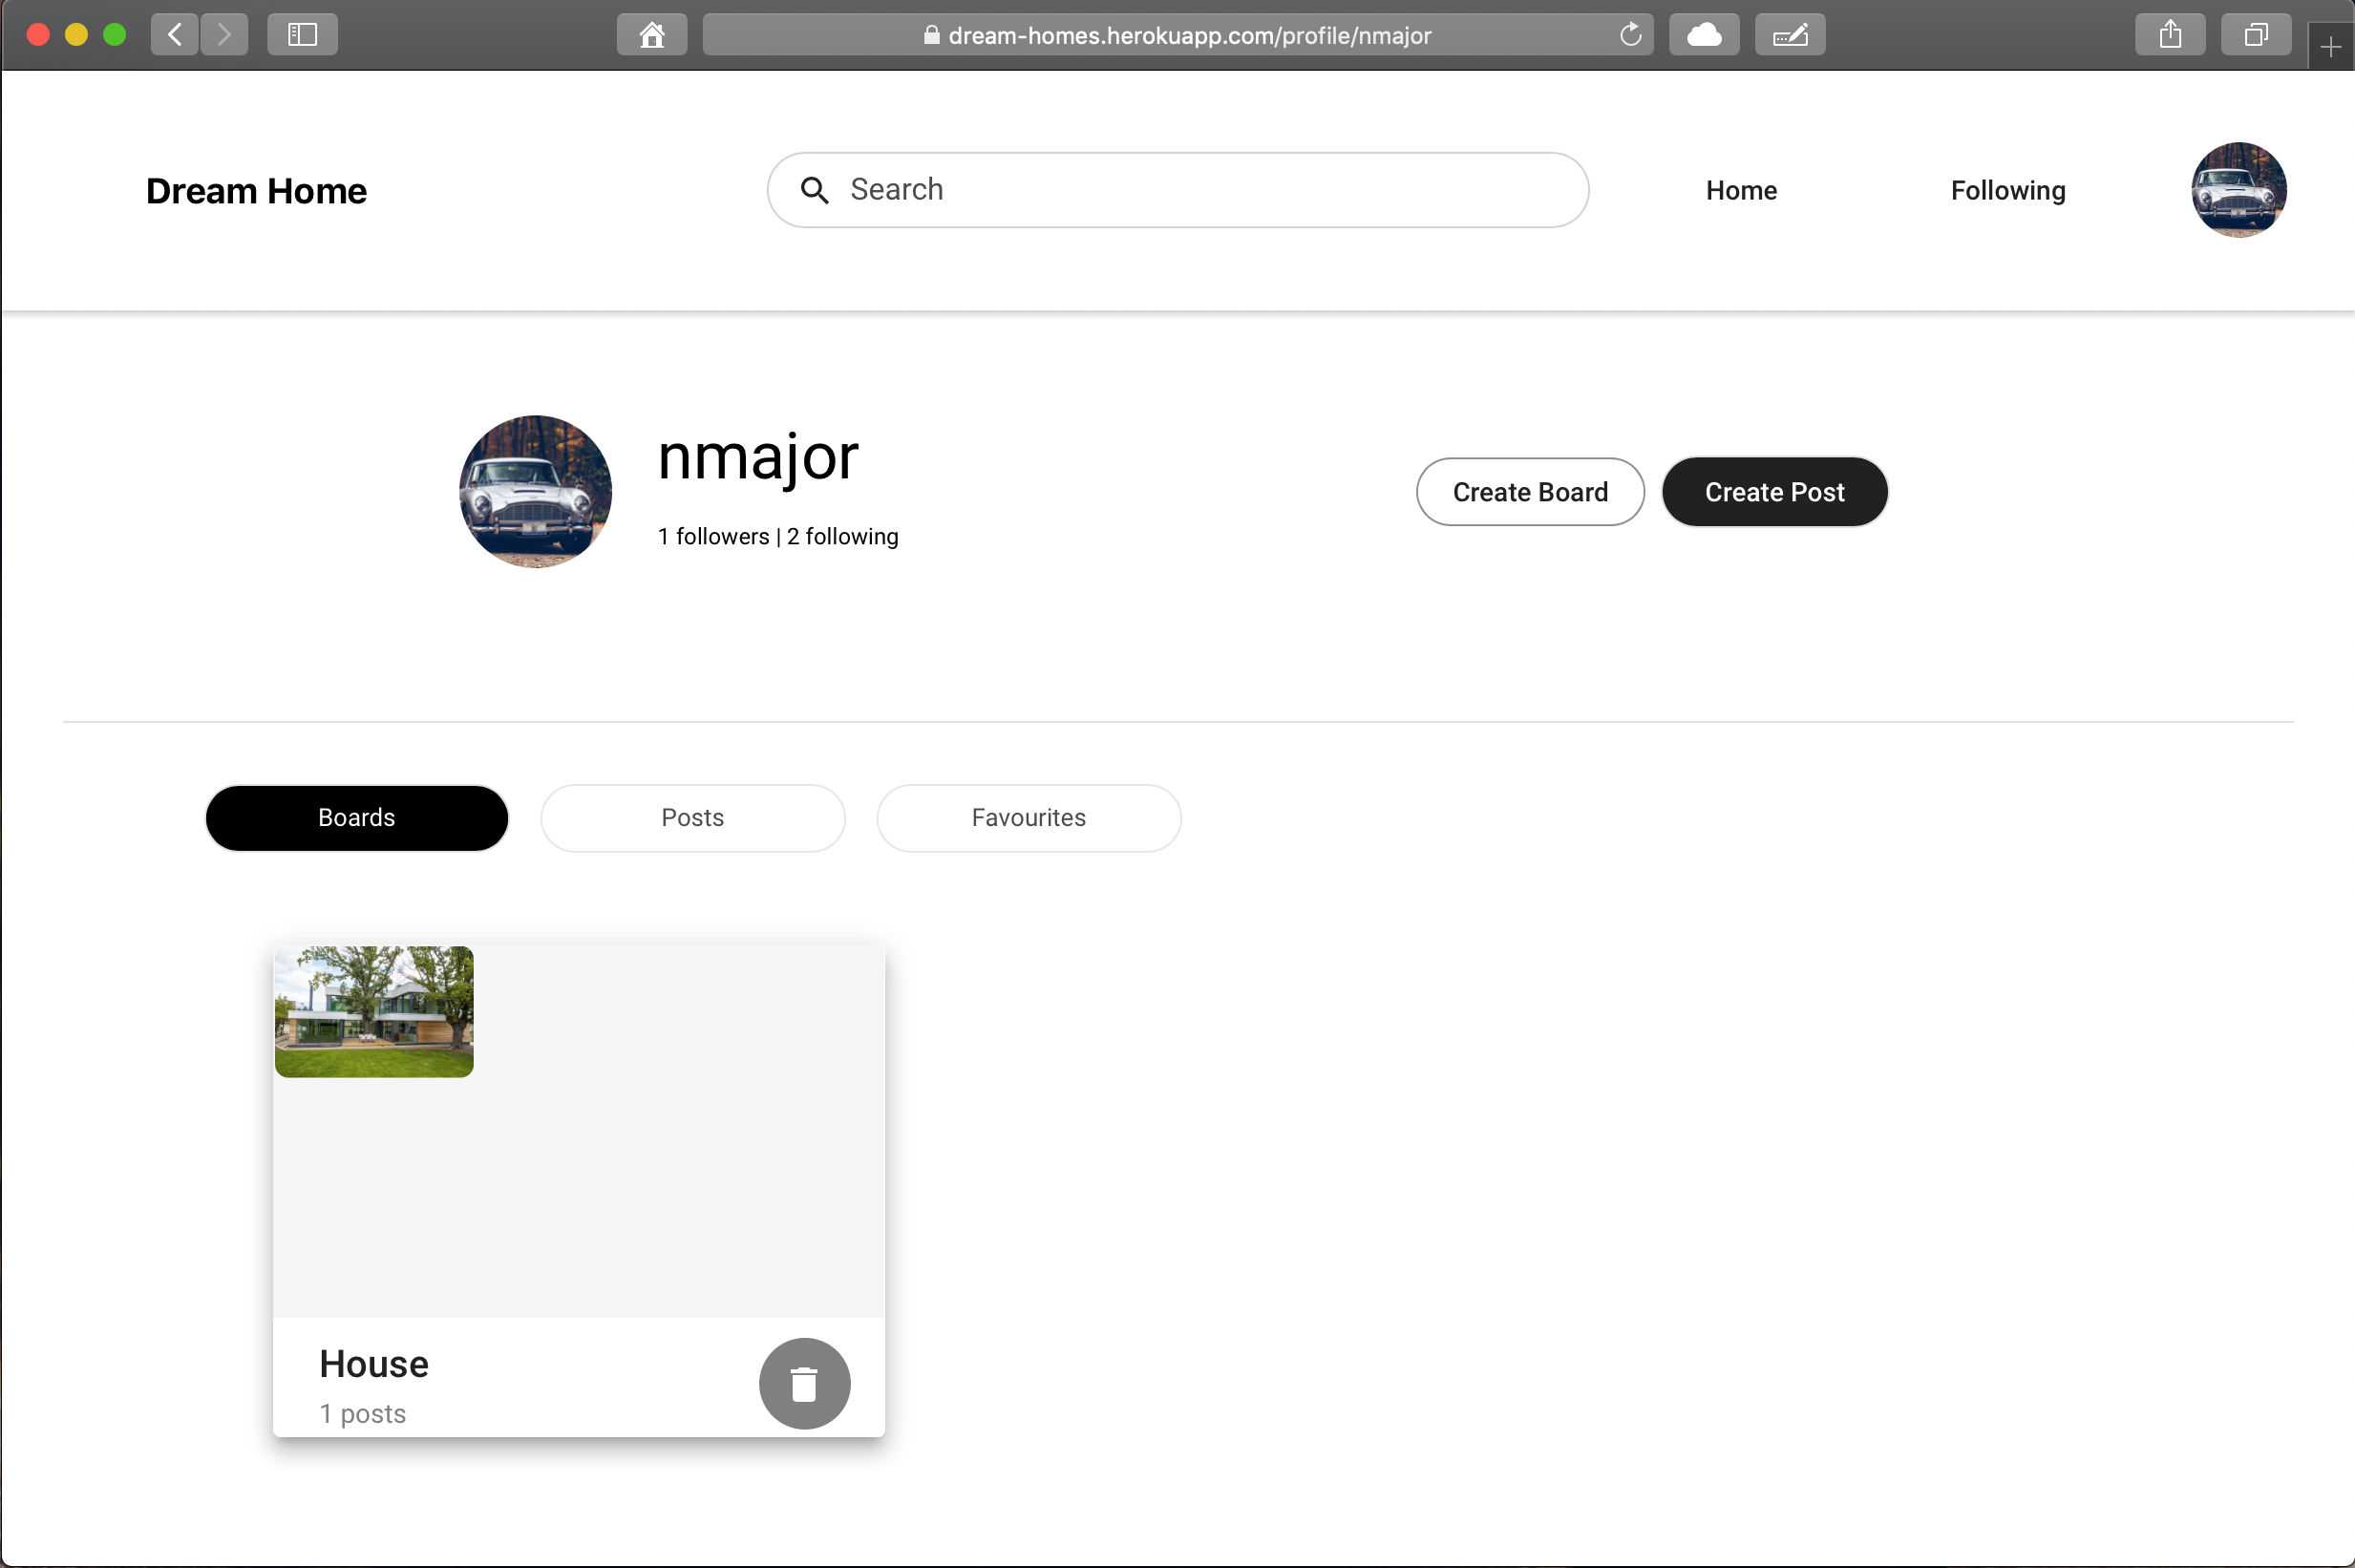 dream-homes.herokuapp.com/profile/nmajor
Dream Home
Search
Home
Following
nmajor
1 followers | 2 following
Create Board
Create Post
Boards
Posts
Favourites
House
1 posts